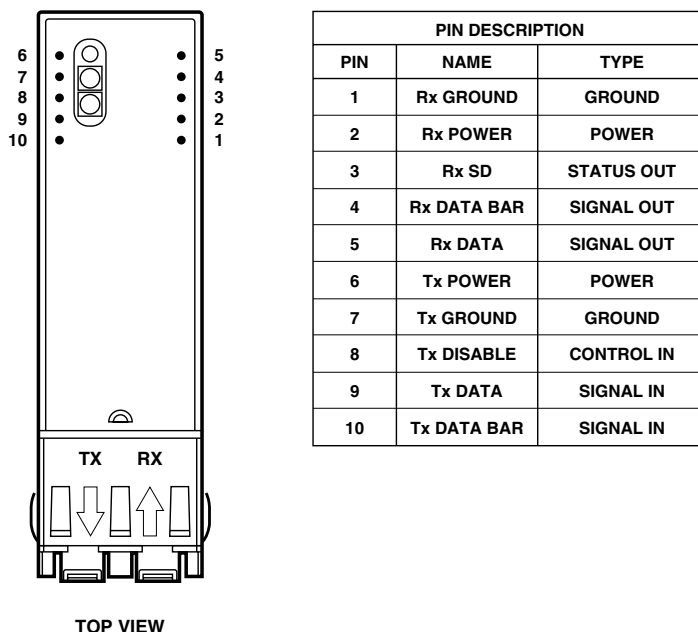 6
7
8
9
10
5
4
3
2
1
TX RX
TOP VIEW
PIN DESCRIPTION
PIN NAME TYPE
1 Rx GROUND GROUND
2 Rx POWER POWER
3 Rx SD STATUS OUT
4 Rx DATA BAR SIGNAL OUT
5 Rx DATA SIGNAL OUT
6 Tx POWER POWER
7 Tx GROUND GROUND
8 Tx DISABLE CONTROL IN
9 Tx DATA SIGNAL IN
10 Tx DATA BAR SIGNAL IN